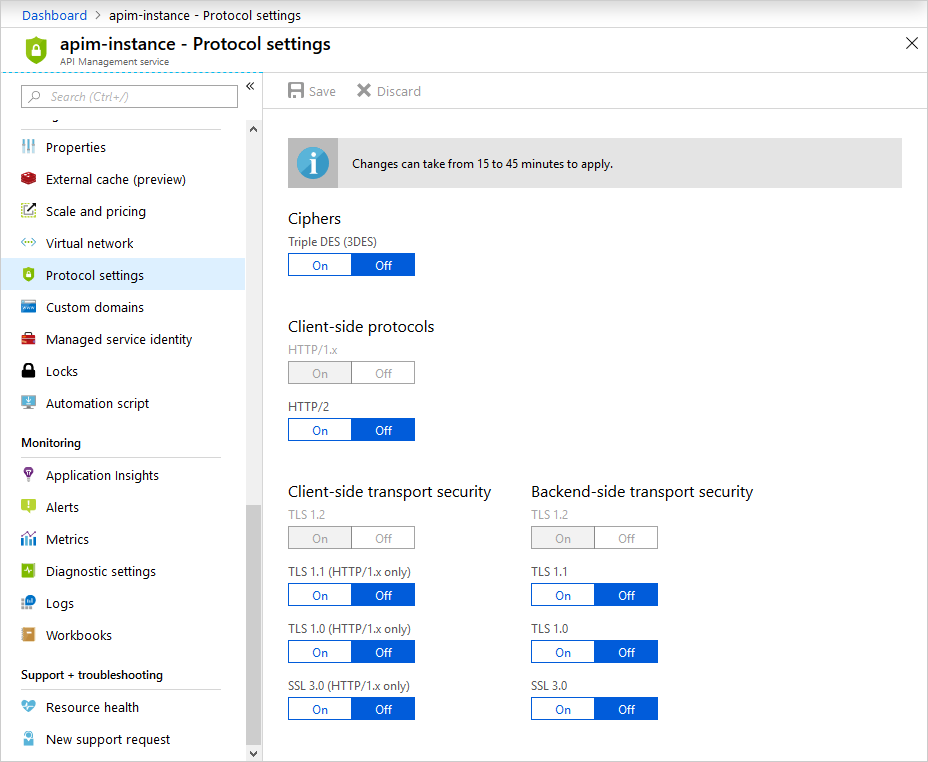 Dashboard > apim-instance - Protocol settings
apim-instance - Protocol settings
API Management service
Search (Ctrl+/)
«
Properties
External cache (preview)
Scale and pricing
Virtual network
Protocol settings
Custom domains
Managed service identity
Locks
Automation script
Monitoring
Application Insights
Alerts
Metrics
Diagnostic settings
Logs
Workbooks
Support + troubleshooting
Resource health
New support request
Save Discard
Changes can take from 15 to 45 minutes to apply.
Ciphers
Triple DES (3DES)
On Off
Client-side protocols
HTTP/1.x
On Off
HTTP/2
On Off
Client-side transport security
TLS 1.2
On Off
TLS 1.1 (HTTP/1.x only)
On Off
TLS 1.0 (HTTP/1.x only)
On Off
SSL 3.0 (HTTP/1.x only)
On Off
Backend-side transport security
TLS 1.2
On Off
TLS 1.1
On Off
TLS 1.0
On Off
SSL 3.0
On Off